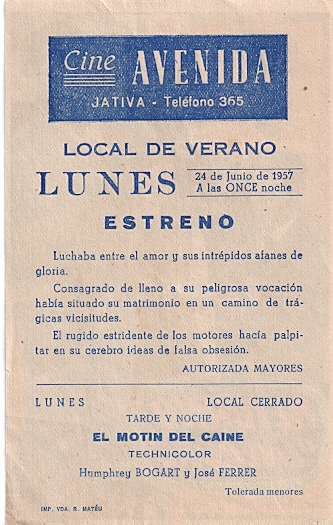 Cine AVENIDA
JATIVA - Teléfono 365
LOCAL DE VERANO
LUNES 24 de Junio de 1957
A las ONCE noche
ESTRENO
Luchaba entre el amor y sus intrépidos afanes de
gloria.
Consagrado de lleno a su peligrosa vocación
había situado su matrimonio en un camino de trá-
gicas vicisitudes.
El rugido estridente de los motores hacía palpi-
tar en su cerebro ideas de falsa obsesión.
AUTORIZADA MAYORES
LUNES LOCAL CERRADO
TARDE Y NOCHE
EL MOTIN DEL CAINE
TECHNICOLOR
Humphrey BOGART y José FERRER
Tolerada menores
IMP. VDA. R. MATÉU